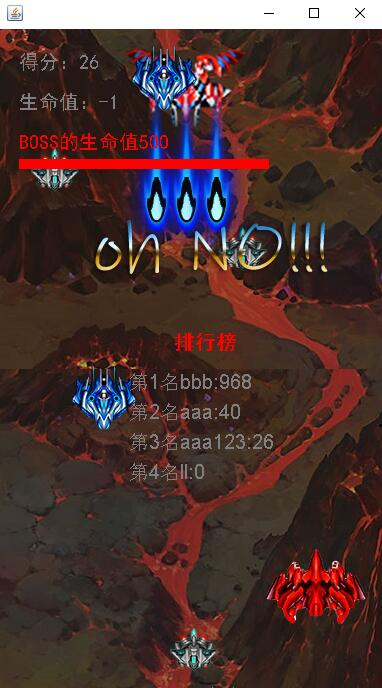 得分：26
生命值：-1
BOSS的生命值500
oh NO!!!
排行榜
第1名bbb:968
第2名aaa:40
第3名aaa123:26
第4名ll:0